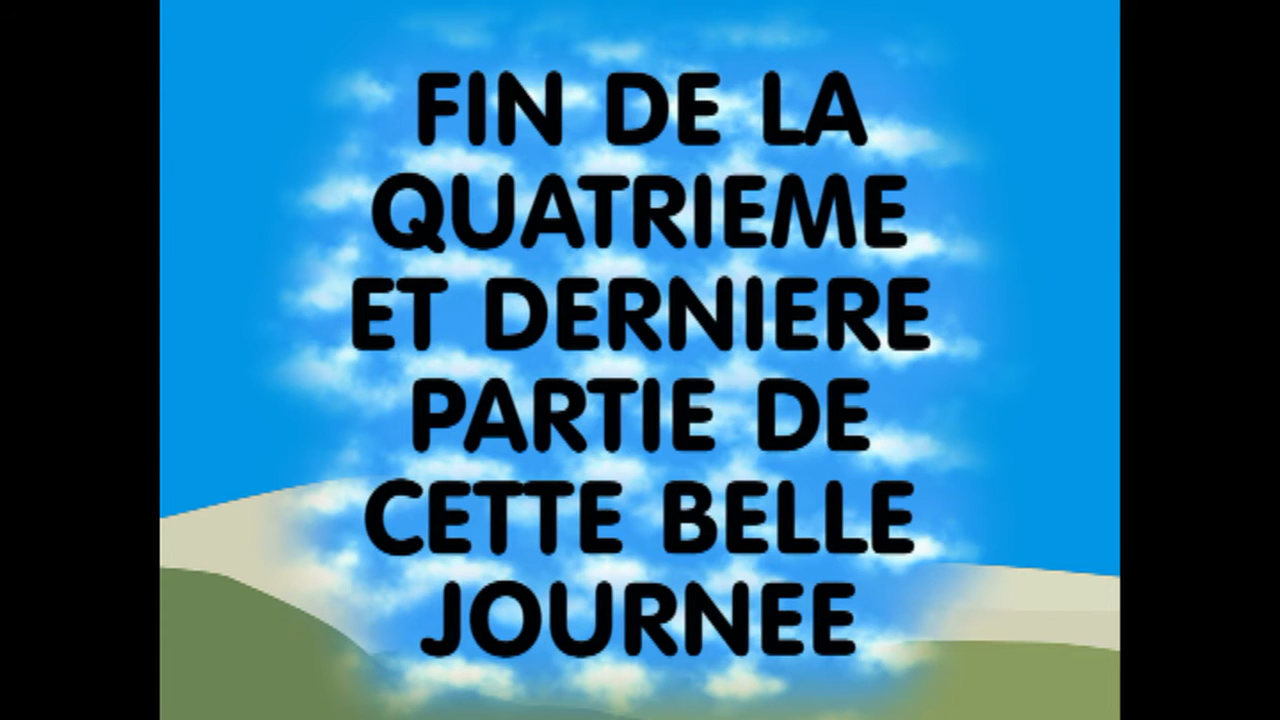 FIN DE LA
QUATRIEME
ET DERNIERE
PARTIE DE
CETTE BELLE
JOURNEE